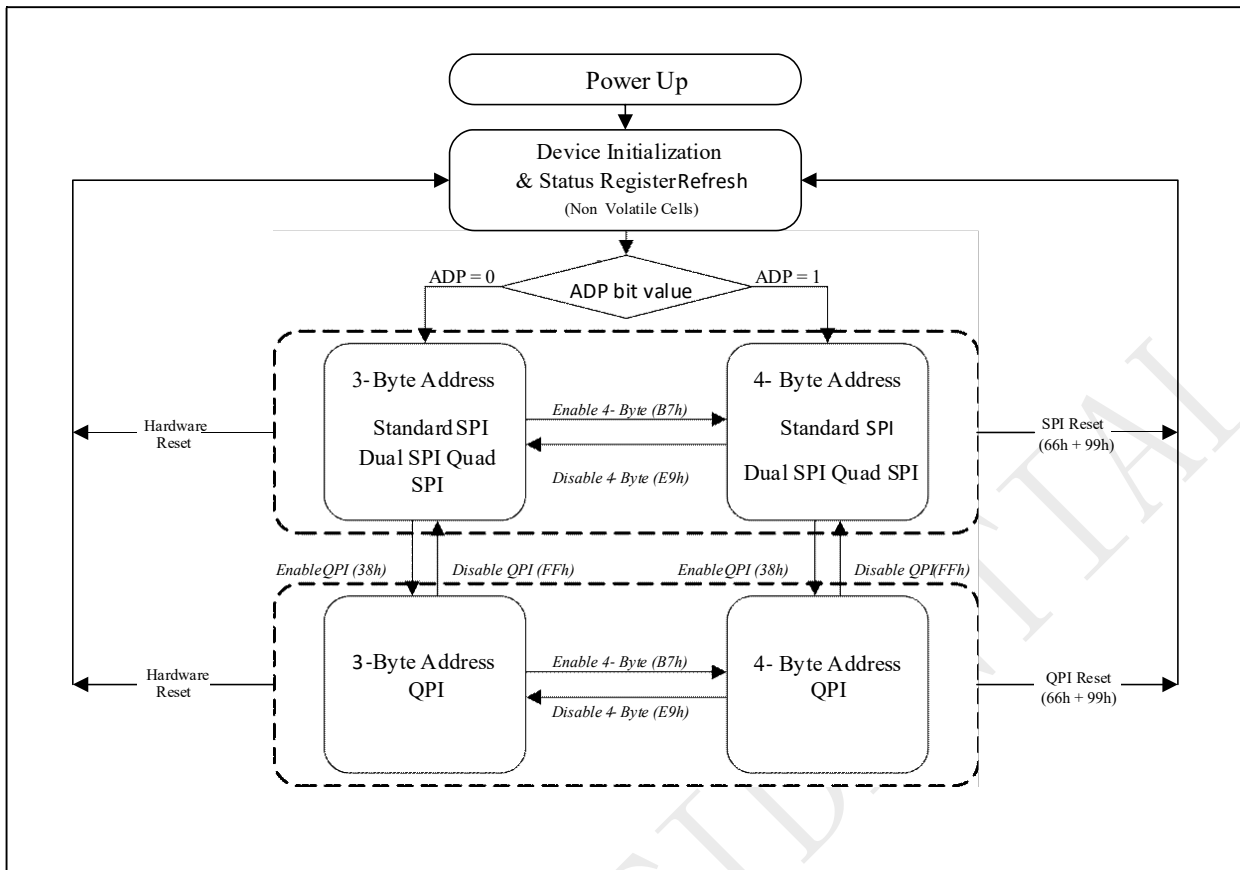 Power Up
Device Initialization
& Status RegisterRefresh
(Non Volatile Cells)
ADP = 0
ADP bit value
ADP = 1
3-Byte Address
Standard SPI
Dual SPI Quad
SPI
Enable 4- Byte (B7h)
Disable 4-Byte (E9h)
4- Byte Address
Standard SPI
Dual SPI Quad SPI
Hardware
Reset
SPI Reset
(66h + 99h)
EnableQPI (38h)
Disable QPI (FFh)
EnableQPI (38h)
Disable QPI(FFh)
3-Byte Address
QPI
Enable 4- Byte (B7h)
Disable 4- Byte (E9h)
4- Byte Address
QPI
Hardware
Reset
QPI Reset
(66h + 99h)